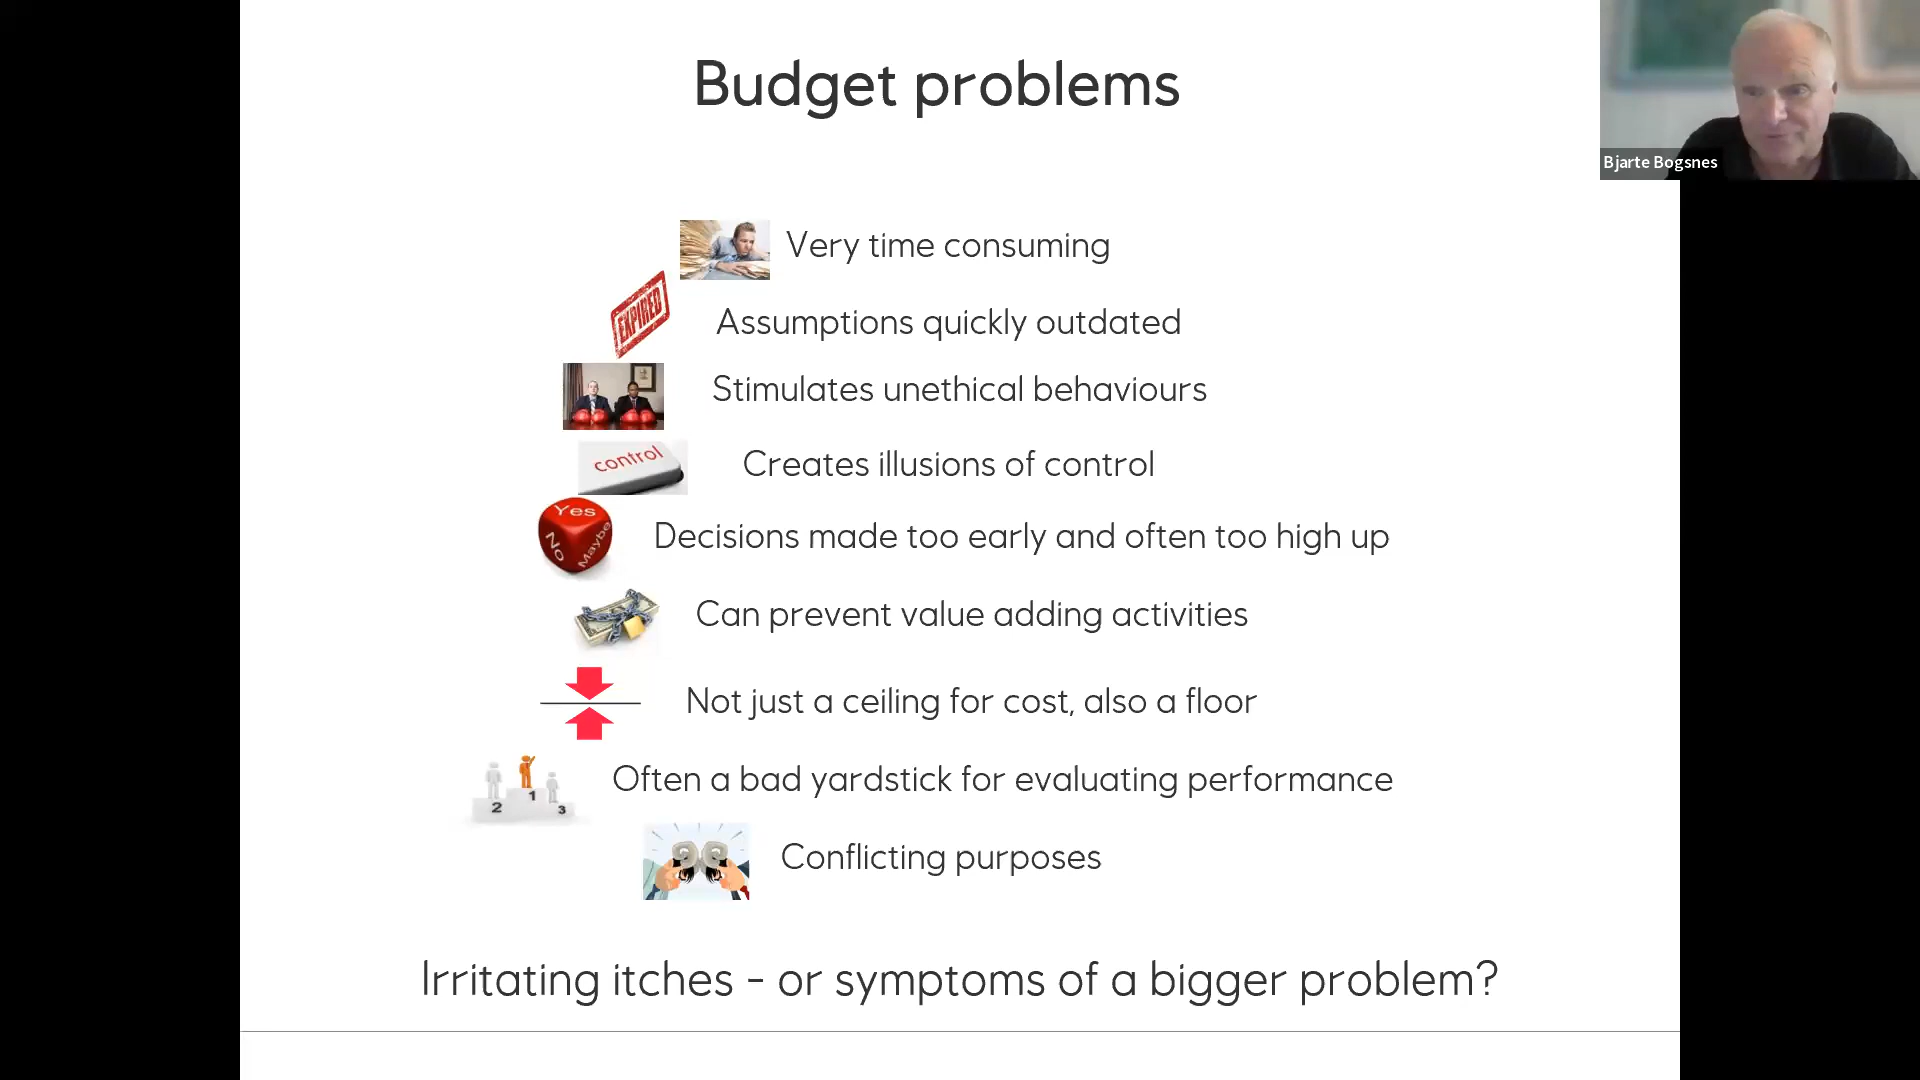 Budget problems
Bjarte Bogsnes
Very time consuming
EXPIRED
Assumptions quickly outdated
Stimulates unethical behaviours
control
Creates illusions of control
Yes
No
Maybe
Decisions made too early and often too high up
Can prevent value adding activities
Not just a ceiling for cost, also a floor
2 1 3
Often a bad yardstick for evaluating performance
Conflicting purposes
Irritating itches - or symptoms of a bigger problem?